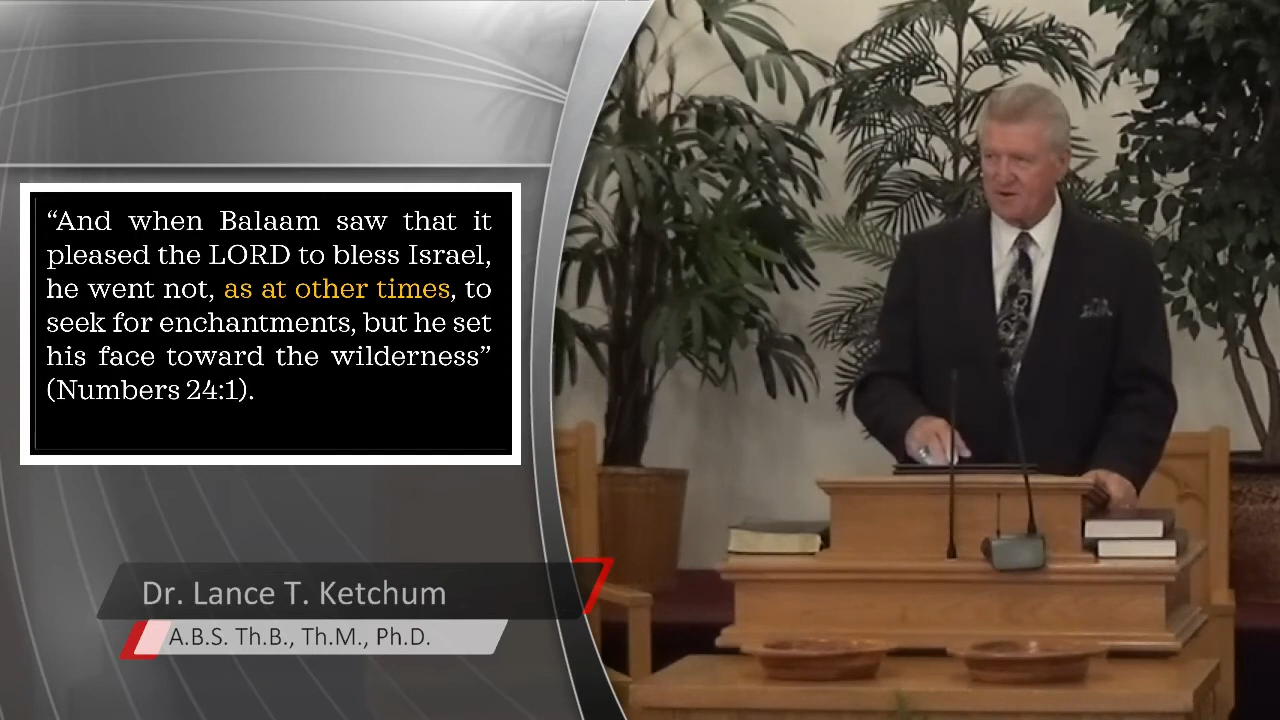 “And when Balaam saw that it
pleased the LORD to bless Israel,
he went not, as at other times, to
seek for enchantments, but he set
his face toward the wilderness”
(Numbers 24:1).
Dr. Lance T. Ketchum
A.B.S. Th.B., Th.M., Ph.D.